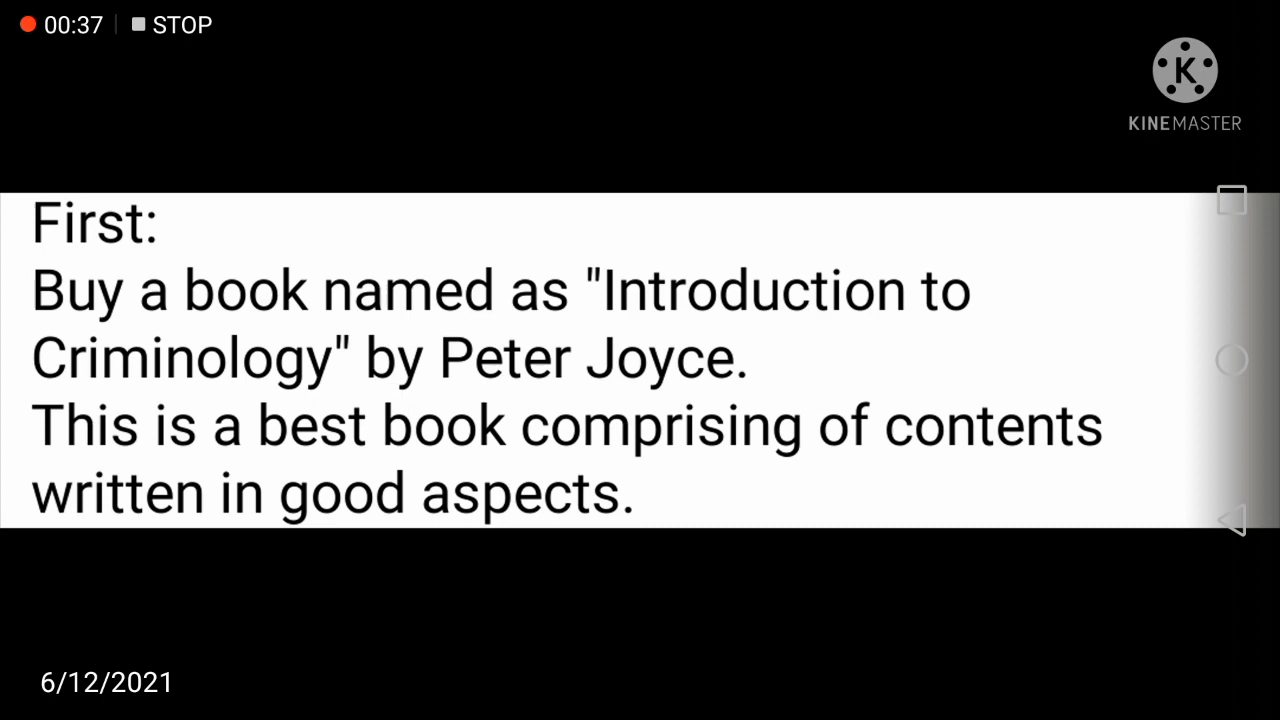 00:37 STOP
K
KINEMASTER
First:
Buy a book named as "Introduction to
Criminology" by Peter Joyce.
This is a best book comprising of contents
written in good aspects.
6/12/2021